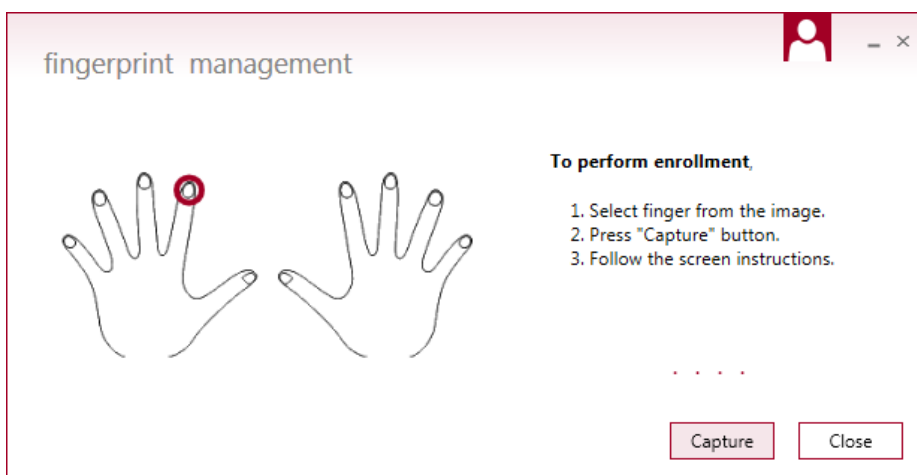 fingerprint management
To perform enrollment,
1. Select finger from the image.
2. Press "Capture" button.
3. Follow the screen instructions.
. . . .
Capture
Close